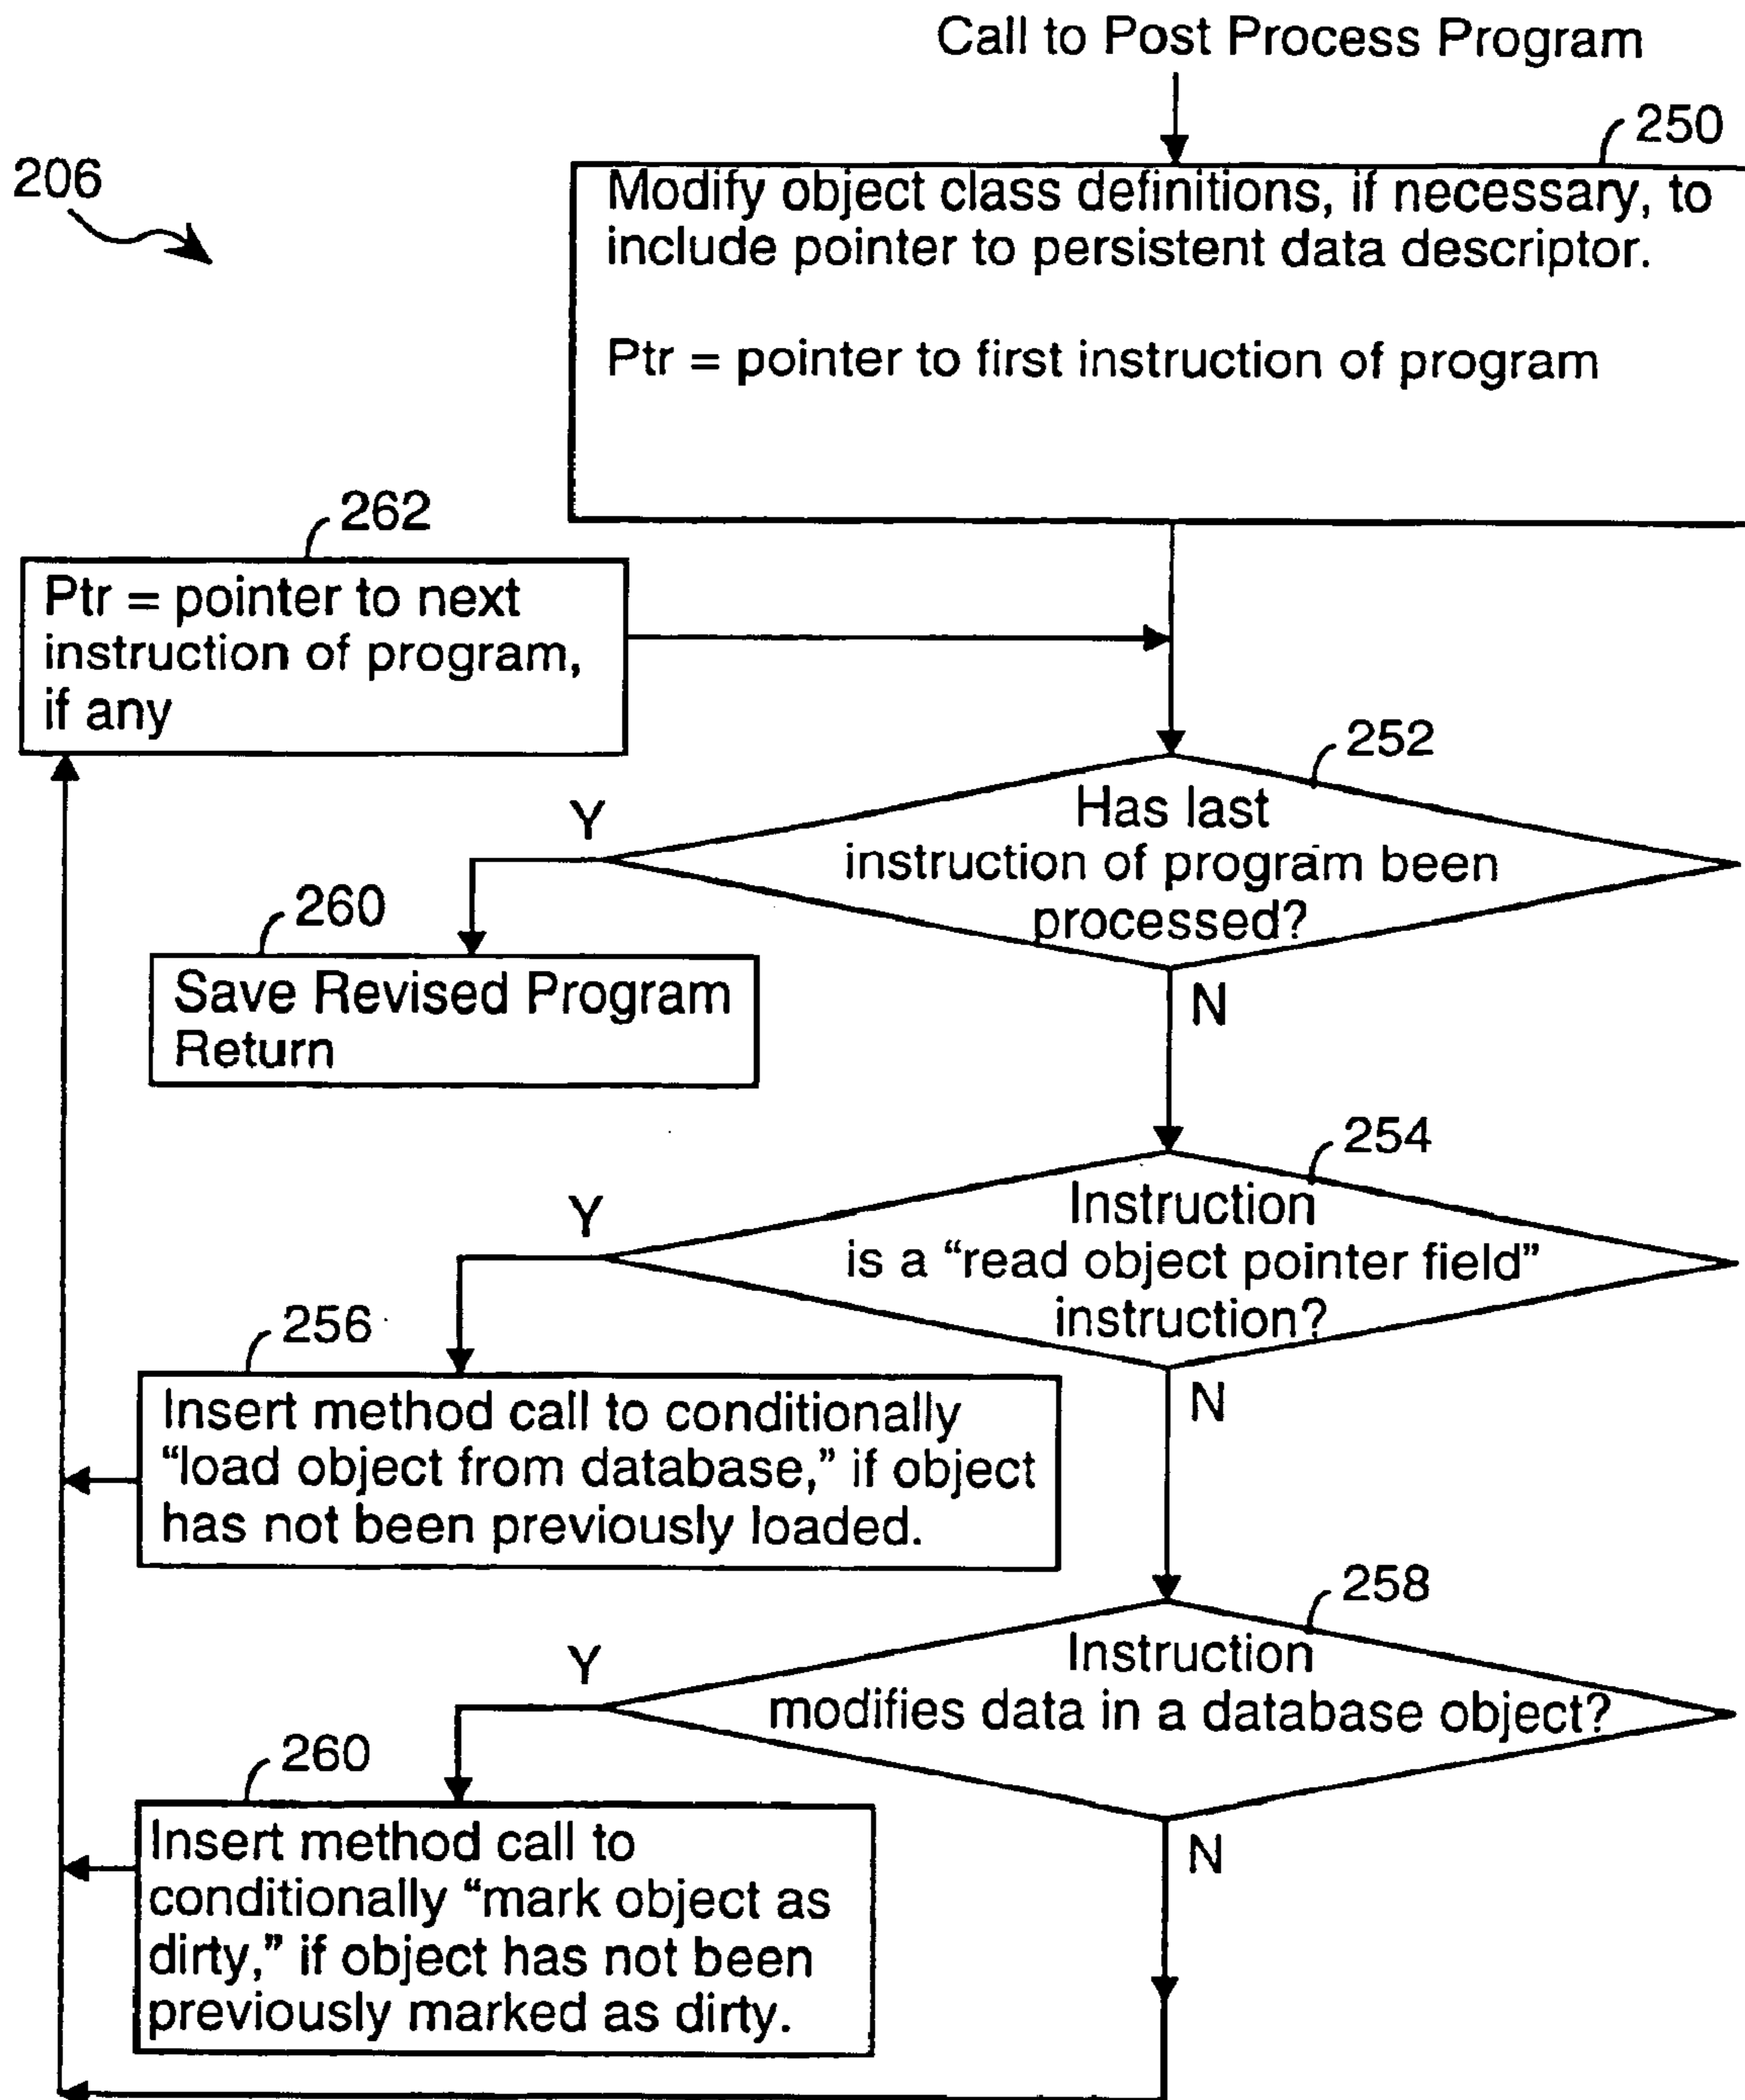 Call to Post Process Program
250
206
Modify object class definitions, if necessary, to
include pointer to persistent data descriptor.
Ptr = pointer to first instruction of program
262
Ptr = pointer to next
instruction of program,
if any
252
Has last
instruction of program been
processed?
Y
N
260
Save Revised Program
Return
254
Instruction
is a “read object pointer field”
instruction?
Y
N
256
Insert method call to conditionally
“load object from database,” if object
has not been previously loaded.
258
Instruction
modifies data in a database object?
Y
N
260
Insert method call to
conditionally “mark object as
dirty,” if object has not been
previously marked as dirty.